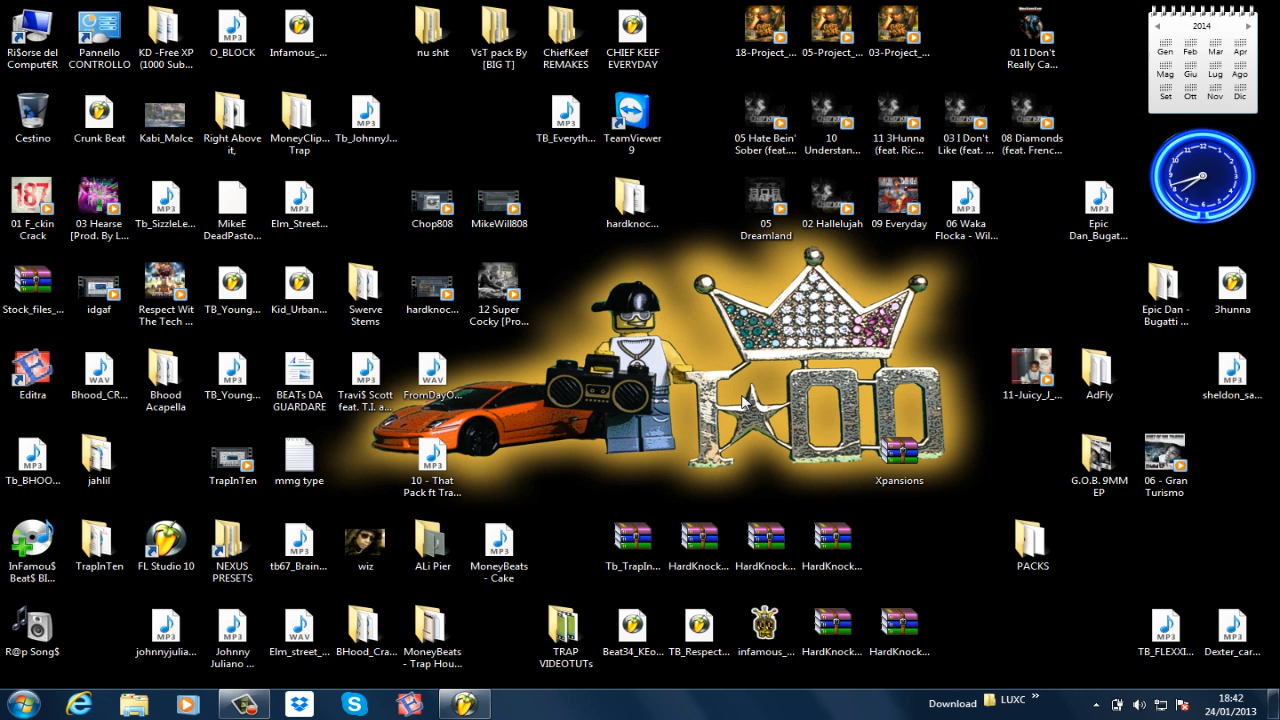 Ri$orse del
ComputER
Pannello
CONTROLLO
KD -Free XP
(1000 Sub...
O_BLOCK
Infamous_...
nu shit
VsT pack By
[BIG T]
ChiefKeef
REMAKES
CHIEF KEEF
EVERYDAY
18-Project_...
05-Project_...
03-Project_...
01 I Don't
Really Ca...
2014
Gen Feb Mar Apr
Mag Giu Lug Ago
Set Ott Nov Dic
Cestino
Crunk Beat
Kabi_Malce
Right Above
it,
MoneyClip...
Trap
Tb_JohnnyJ...
TB_Everyth...
TeamViewer
9
05 Hate Bein'
Sober (feat....
10
Understan...
11 3Hunna
(feat. Ric...
03 I Don't
Like (feat. ...
08 Diamonds
(feat. Frenc...
187
01 F_ckin
Crack
03 Hearse
[Prod. By L...
Tb_SizzleLe...
MikeE
DeadPasto...
Elm_Street...
Chop808
MikeWill808
hardknoc...
05
Dreamland
02 Hallelujah
09 Everyday
06 Waka
Flocka - Wil...
Epic
Dan_Bugat...
Stock_files_...
idgaf
Respect Wit
The Tech ...
TB_Young...
Kid_Urban...
Swerve
Stems
hardknoc...
12 Super
Cocky [Pro...
Epic Dan -
Bugatti ...
3hunna
Editra
Bhood_CR...
Bhood
Acapella
TB_Young...
BEATs DA
GUARDARE
Travi$ Scott
feat. T.I. a...
FromDayO...
11-Juicy_J_...
AdFly
sheldon_sa...
Tb_BHOO...
jahlil
TrapInTen
mmg type
10 - That
Pack ft Tra...
Xpansions
G.O.B. 9MM
EP
06 - Gran
Turismo
InFamou$
Beat$ BI...
TrapInTen
FL Studio 10
NEXUS
PRESETS
tb67_Brain...
wiz
ALi Pier
MoneyBeats
- Cake
Tb_TrapIn...
HardKnock...
HardKnock...
HardKnock...
PACKS
R@p Song$
johnnyjulia...
Johnny
Juliano ...
Elm_street_...
BHood_Cra...
MoneyBeats
- Trap Hou...
TRAP
VIDEOTUTs
Beat34_KEo...
TB_Respect...
infamous_...
HardKnock...
HardKnock...
TB_FLEXXI...
Dexter_car...
Download
LUXC
18:42
24/01/2013